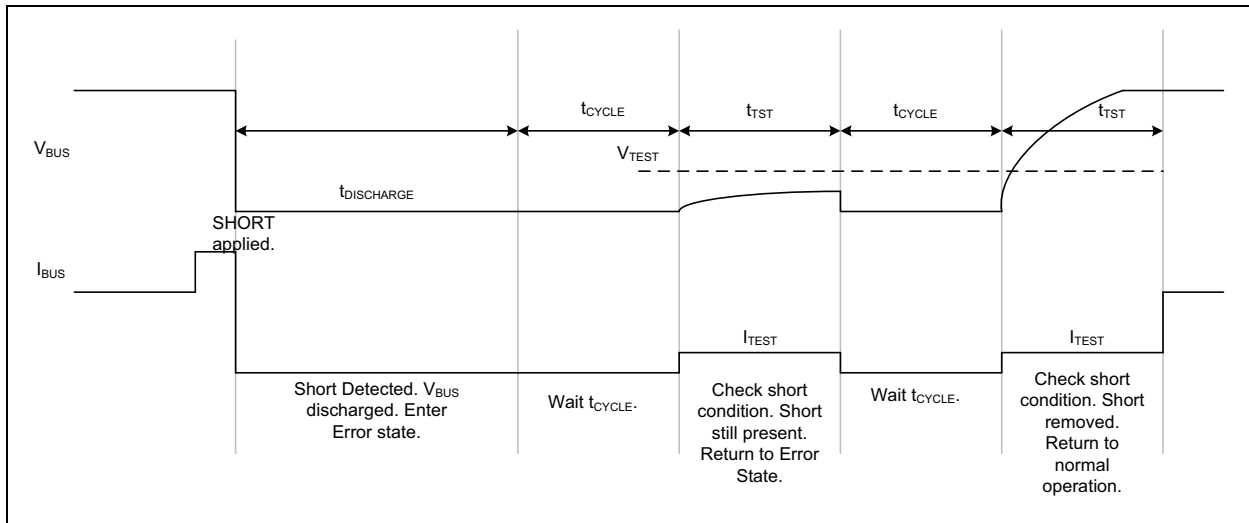 tCYCLE
tTST
tCYCLE
tTST
VBUS
VTEST
tDISCHARGE
SHORT
applied.
IBUS
ITEST
ITEST
Short Detected. VBUS
discharged. Enter
Error state.
Wait tCYCLE.
Check short
condition. Short
still present.
Return to Error
State.
Wait tCYCLE.
Check short
condition. Short
removed.
Return to
normal
operation.